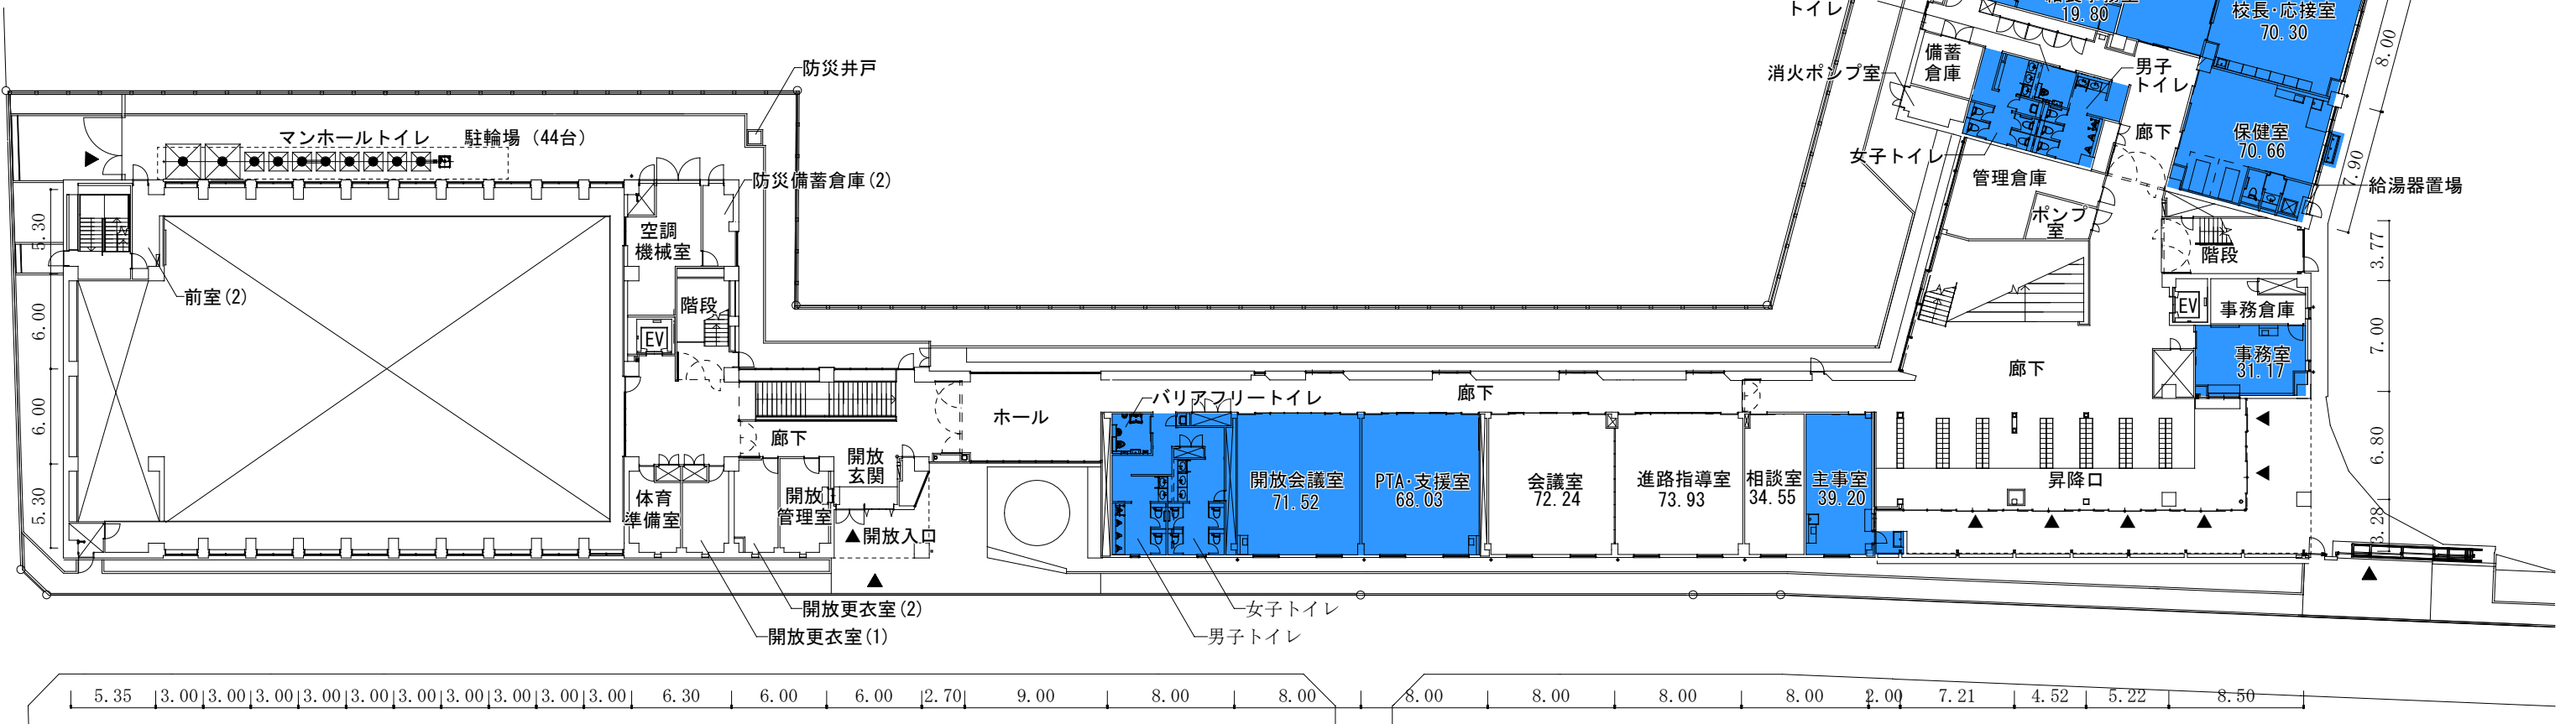 トイレ
19.80
校長・応接室
70.30
8.00
防災井戸
備蓄
倉庫
消火ポンプ室
男子
トイレ
マンホールトイレ
駐輪場（44台）
廊下
保健室
70.66
女子トイレ
7.90
防災備蓄倉庫(2)
管理倉庫
給湯器置場
5.30
空調
機械室
ポンプ
室
階段
3.77
前室(2)
階段
EV
事務倉庫
6.00
EV
7.00
事務室
31.17
廊下
バリアフリートイレ
廊下
ホール
6.00
廊下
開放
玄関
6.80
開放会議室
71.52
PTA・支援室
68.03
会議室
72.24
進路指導室
73.93
相談室
34.55
主事室
39.20
昇降口
5.30
体育
準備室
開放
管理室
開放入口
3.28
開放更衣室(2)
開放更衣室(1)
女子トイレ
男子トイレ
5.35 3.00 3.00 3.00 3.00 3.00 3.00 3.00 3.00 3.00 3.00 6.30 6.00 6.00 2.70 9.00 8.00 8.00 8.00 8.00 8.00 8.00 2.00 7.21 4.52 5.22 8.50